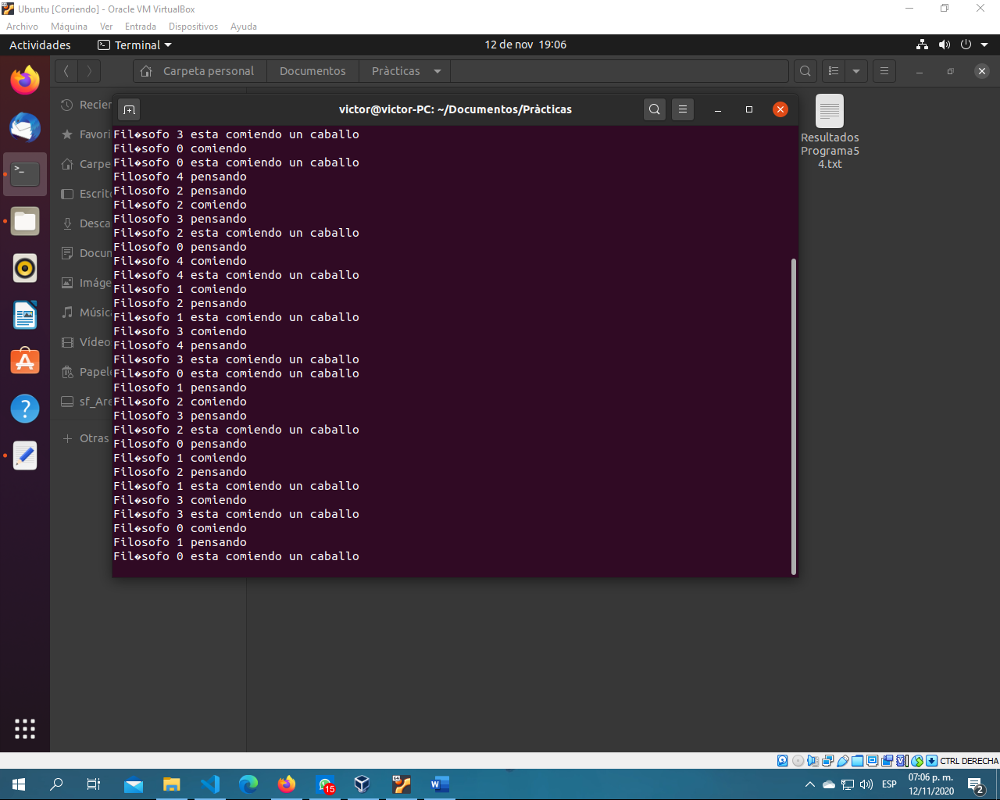 Ubuntu [Corriendo] - Oracle VM VirtualBox
Archivo Máquina Ver Entrada Dispositivos Ayuda
Actividades Terminal 12 de nov 19:06
Carpeta personal Documentos Pràcticas
victor@victor-PC: ~/Documentos/Pràcticas
Recien
Favori
Carpe
Escrito
Desca
Docum
Imáge
Música
Vídeo
Papele
sf_Are
Otras
Fil�sofo 3 esta comiendo un caballo
Fil�sofo 0 comiendo
Fil�sofo 0 esta comiendo un caballo
Filosofo 4 pensando
Filosofo 2 pensando
Fil�sofo 2 comiendo
Filosofo 3 pensando
Fil�sofo 2 esta comiendo un caballo
Filosofo 0 pensando
Fil�sofo 4 comiendo
Fil�sofo 4 esta comiendo un caballo
Fil�sofo 1 comiendo
Filosofo 2 pensando
Fil�sofo 1 esta comiendo un caballo
Fil�sofo 3 comiendo
Filosofo 4 pensando
Fil�sofo 3 esta comiendo un caballo
Fil�sofo 0 esta comiendo un caballo
Filosofo 1 pensando
Fil�sofo 2 comiendo
Filosofo 3 pensando
Fil�sofo 2 esta comiendo un caballo
Filosofo 0 pensando
Fil�sofo 1 comiendo
Filosofo 2 pensando
Fil�sofo 1 esta comiendo un caballo
Fil�sofo 3 comiendo
Fil�sofo 3 esta comiendo un caballo
Fil�sofo 0 comiendo
Filosofo 1 pensando
Fil�sofo 0 esta comiendo un caballo
Resultados
Programa5
4.txt
CTRL DERECHA
15
64
ESP
07:06 p. m.
12/11/2020
2